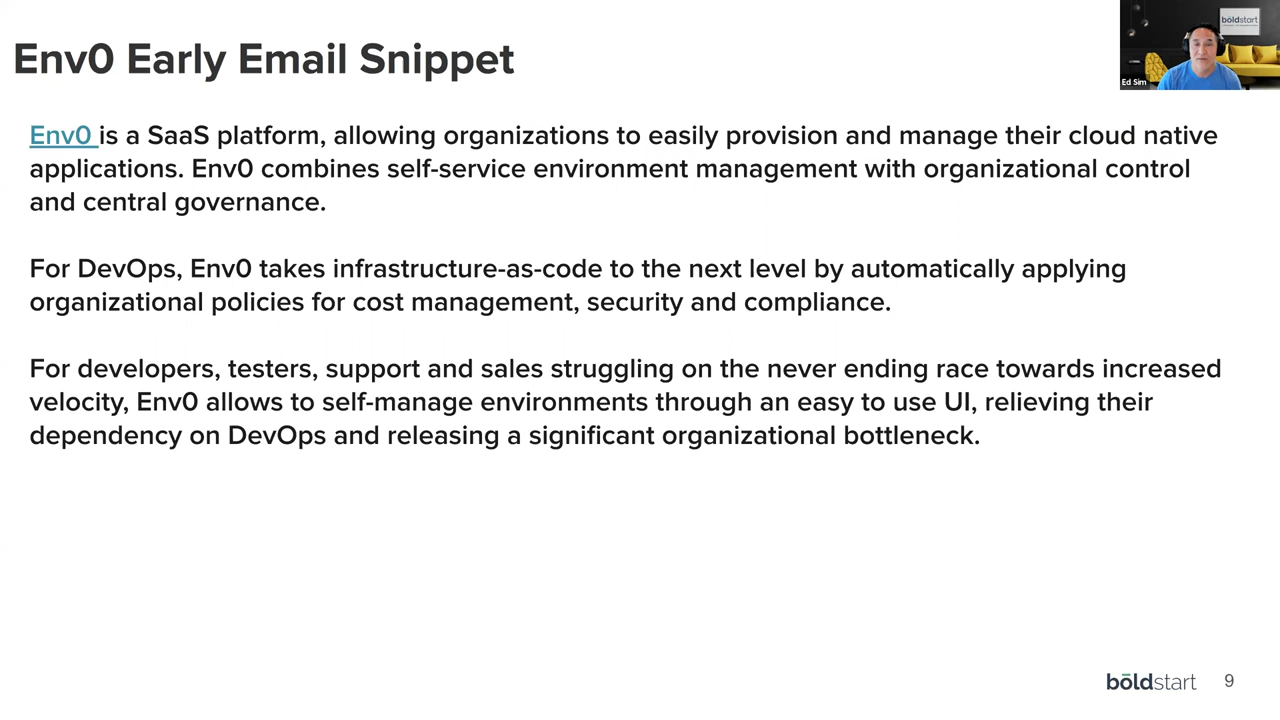 Env0 Early Email Snippet
boldstart
Ed Sim
Env0 is a SaaS platform, allowing organizations to easily provision and manage their cloud native
applications. Env0 combines self-service environment management with organizational control
and central governance.
For DevOps, Env0 takes infrastructure-as-code to the next level by automatically applying
organizational policies for cost management, security and compliance.
For developers, testers, support and sales struggling on the never ending race towards increased
velocity, Env0 allows to self-manage environments through an easy to use UI, relieving their
dependency on DevOps and releasing a significant organizational bottleneck.
bōldstart 9